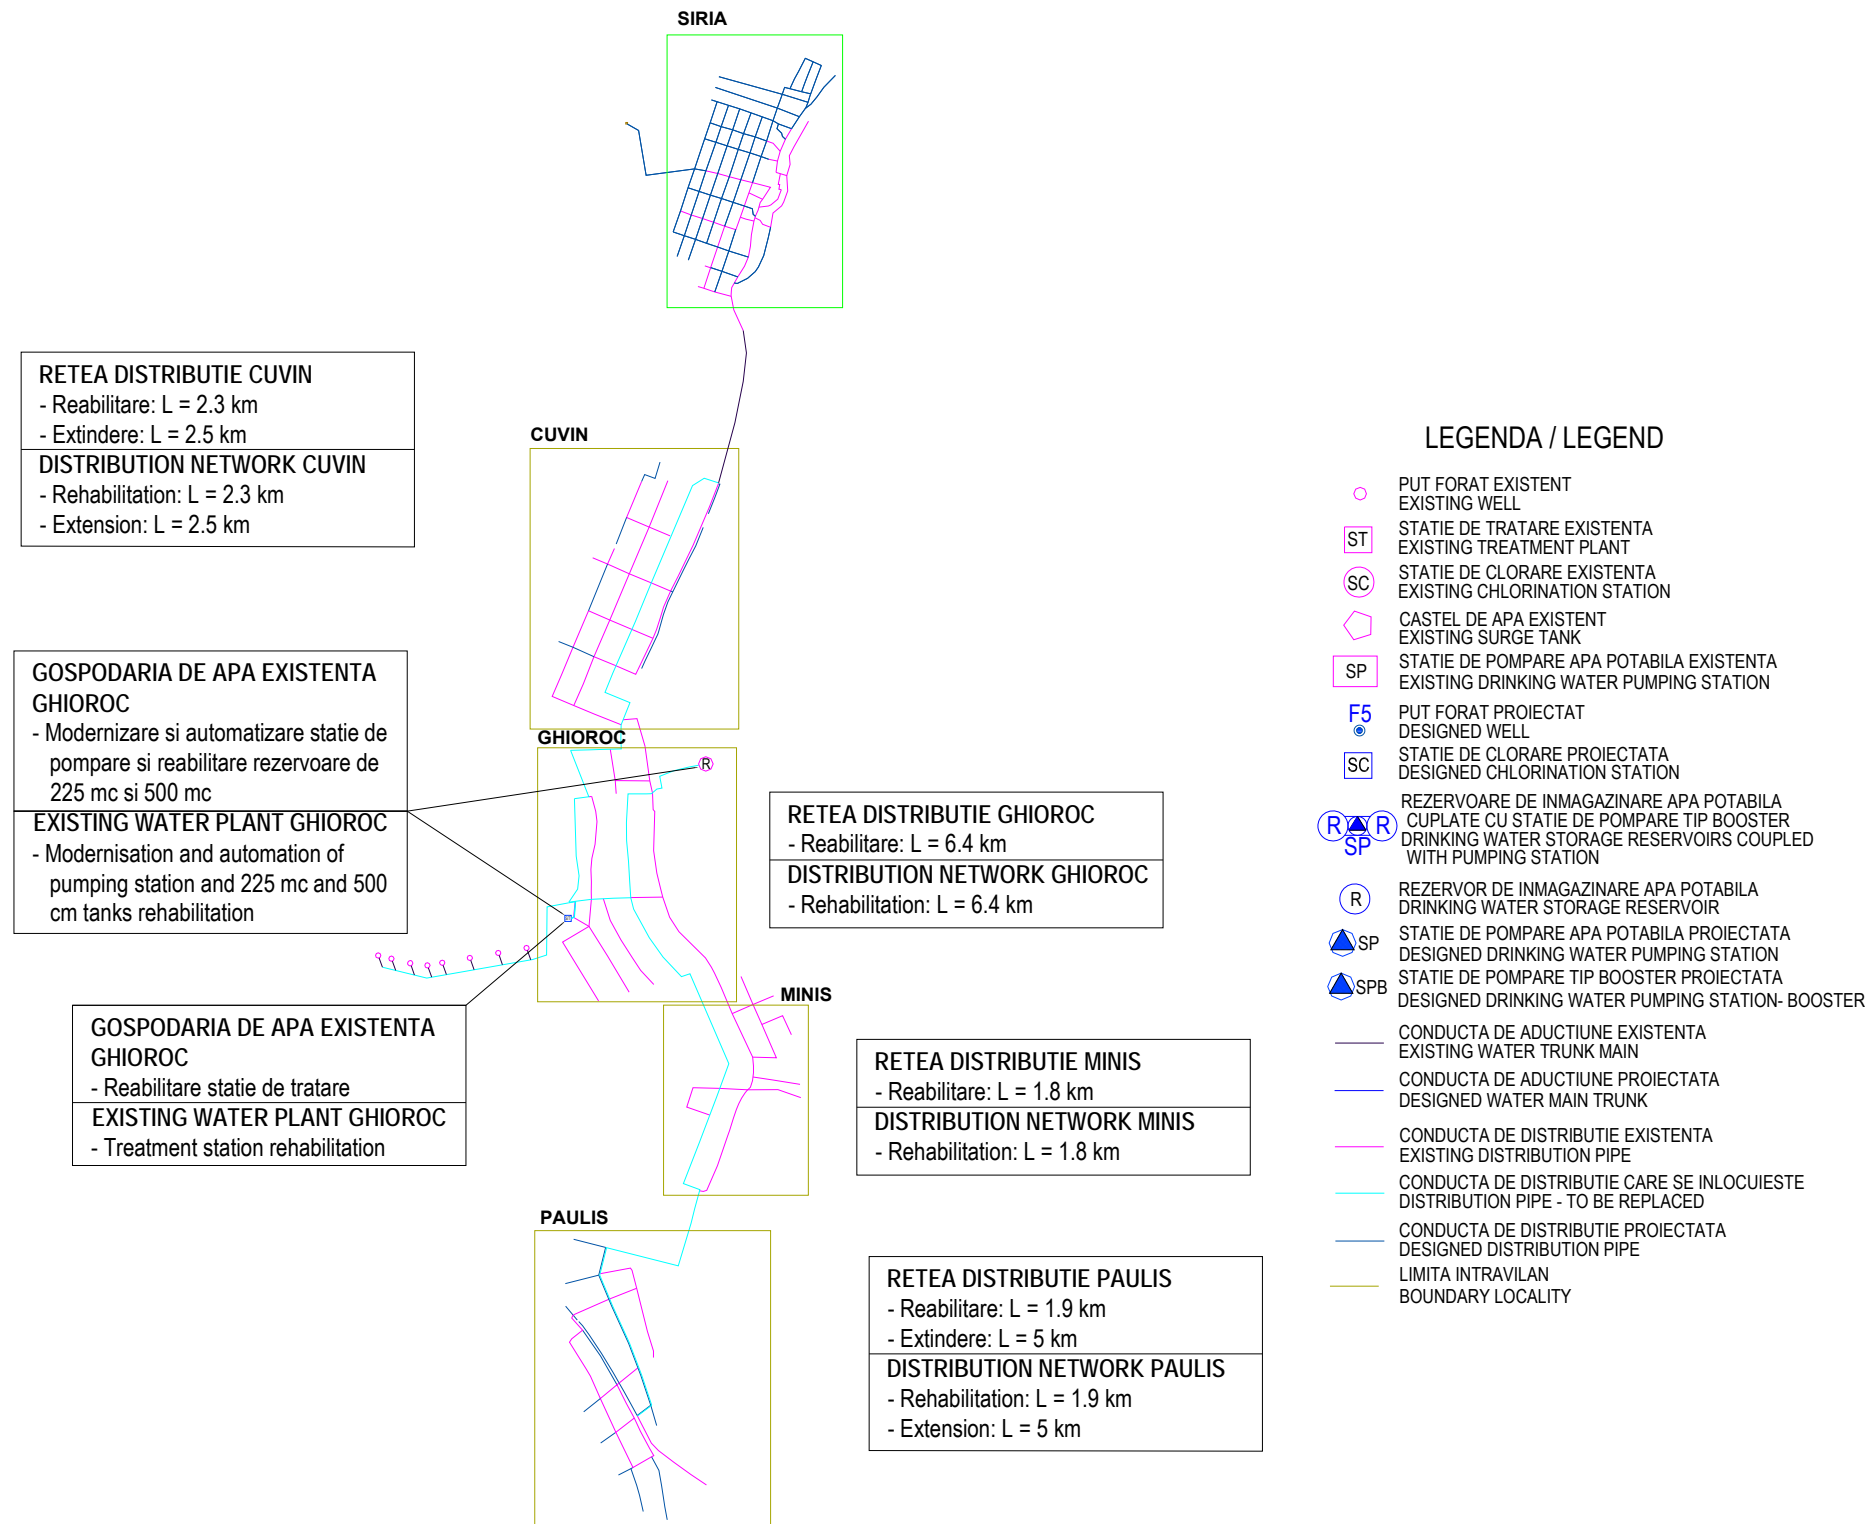 SIRIA
RETEA DISTRIBUTIE CUVIN
- Reabilitare: L = 2.3 km
- Extindere: L = 2.5 km
DISTRIBUTION NETWORK CUVIN
- Rehabilitation: L = 2.3 km
- Extension: L = 2.5 km
CUVIN
GOSPODARIA DE APA EXISTENTA
GHIOROC
- Modernizare si automatizare statie de
pompare si reabilitare rezervoare de
225 mc si 500 mc
EXISTING WATER PLANT GHIOROC
- Modernisation and automation of
pumping station and 225 mc and 500
cm tanks rehabilitation
GHIOROC
R
RETEA DISTRIBUTIE GHIOROC
- Reabilitare: L = 6.4 km
DISTRIBUTION NETWORK GHIOROC
- Rehabilitation: L = 6.4 km
GOSPODARIA DE APA EXISTENTA
GHIOROC
- Reabilitare statie de tratare
EXISTING WATER PLANT GHIOROC
- Treatment station rehabilitation
MINIS
RETEA DISTRIBUTIE MINIS
- Reabilitare: L = 1.8 km
DISTRIBUTION NETWORK MINIS
- Rehabilitation: L = 1.8 km
PAULIS
RETEA DISTRIBUTIE PAULIS
- Reabilitare: L = 1.9 km
- Extindere: L = 5 km
DISTRIBUTION NETWORK PAULIS
- Rehabilitation: L = 1.9 km
- Extension: L = 5 km
LEGENDA / LEGEND
PUT FORAT EXISTENT
EXISTING WELL
ST
STATIE DE TRATARE EXISTENTA
EXISTING TREATMENT PLANT
SC
STATIE DE CLORARE EXISTENTA
EXISTING CHLORINATION STATION
CASTEL DE APA EXISTENT
EXISTING SURGE TANK
SP
STATIE DE POMPARE APA POTABILA EXISTENTA
EXISTING DRINKING WATER PUMPING STATION
F5
PUT FORAT PROIECTAT
DESIGNED WELL
SC
STATIE DE CLORARE PROIECTATA
DESIGNED CHLORINATION STATION
R R
SP
REZERVOARE DE INMAGAZINARE APA POTABILA
CUPLATE CU STATIE DE POMPARE TIP BOOSTER
DRINKING WATER STORAGE RESERVOIRS COUPLED
WITH PUMPING STATION
R
REZERVOR DE INMAGAZINARE APA POTABILA
DRINKING WATER STORAGE RESERVOIR
SP
STATIE DE POMPARE APA POTABILA PROIECTATA
DESIGNED DRINKING WATER PUMPING STATION
SPB
STATIE DE POMPARE TIP BOOSTER PROIECTATA
DESIGNED DRINKING WATER PUMPING STATION- BOOSTER
CONDUCTA DE ADUCTIUNE EXISTENTA
EXISTING WATER TRUNK MAIN
CONDUCTA DE ADUCTIUNE PROIECTATA
DESIGNED WATER MAIN TRUNK
CONDUCTA DE DISTRIBUTIE EXISTENTA
EXISTING DISTRIBUTION PIPE
CONDUCTA DE DISTRIBUTIE CARE SE INLOCUIESTE
DISTRIBUTION PIPE - TO BE REPLACED
CONDUCTA DE DISTRIBUTIE PROIECTATA
DESIGNED DISTRIBUTION PIPE
LIMITA INTRAVILAN
BOUNDARY LOCALITY